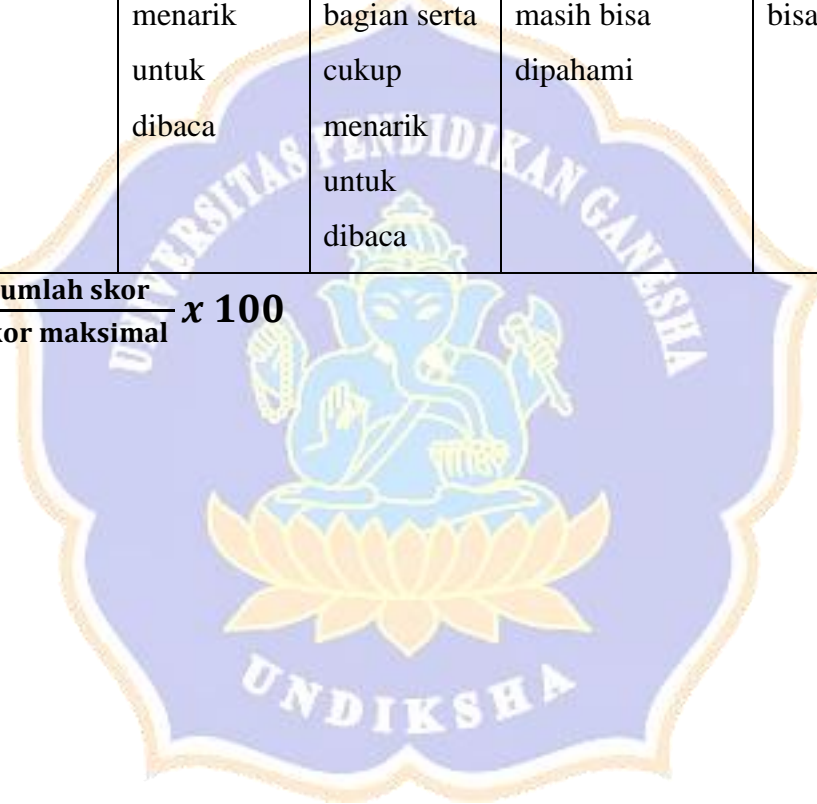 menarik bagian serta masih bisa bisa
untuk cukup dipahami
dibaca menarik
untuk
dibaca
umlah skor
or maksimal x 100
UNIVERSITAS PENDIDIKAN GANESHA
UNDIKSHA